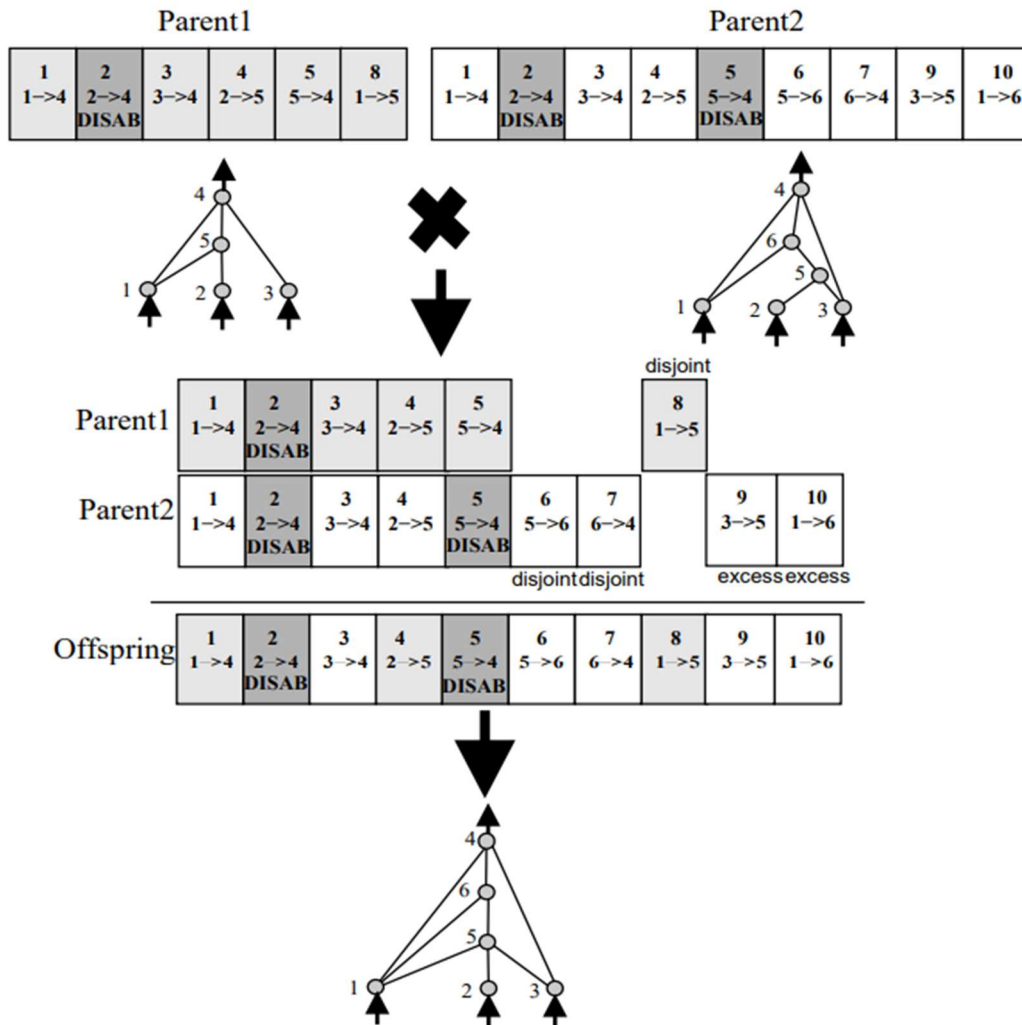 Parent1
Parent2
1 2 3 4 5 8
1->4 2->4 3->4 2->5 5->4 1->5
DISAB
1 2 3 4 5 6 7 9 10
1->4 2->4 3->4 2->5 5->4 5->6 6->4 3->5 1->6
DISAB DISAB
4
5
1 2 3
4
6
5
1 2 3
disjoint
Parent1
1 2 3 4 5 8
1->4 2->4 3->4 2->5 5->4 1->5
DISAB
Parent2
1 2 3 4 5 6 7 9 10
1->4 2->4 3->4 2->5 5->4 5->6 6->4 3->5 1->6
DISAB DISAB
disjoint disjoint excess excess
Offspring
1 2 3 4 5 6 7 8 9 10
1->4 2->4 3->4 2->5 5->4 5->6 6->4 1->5 3->5 1->6
DISAB DISAB
4
6
5
1 2 3